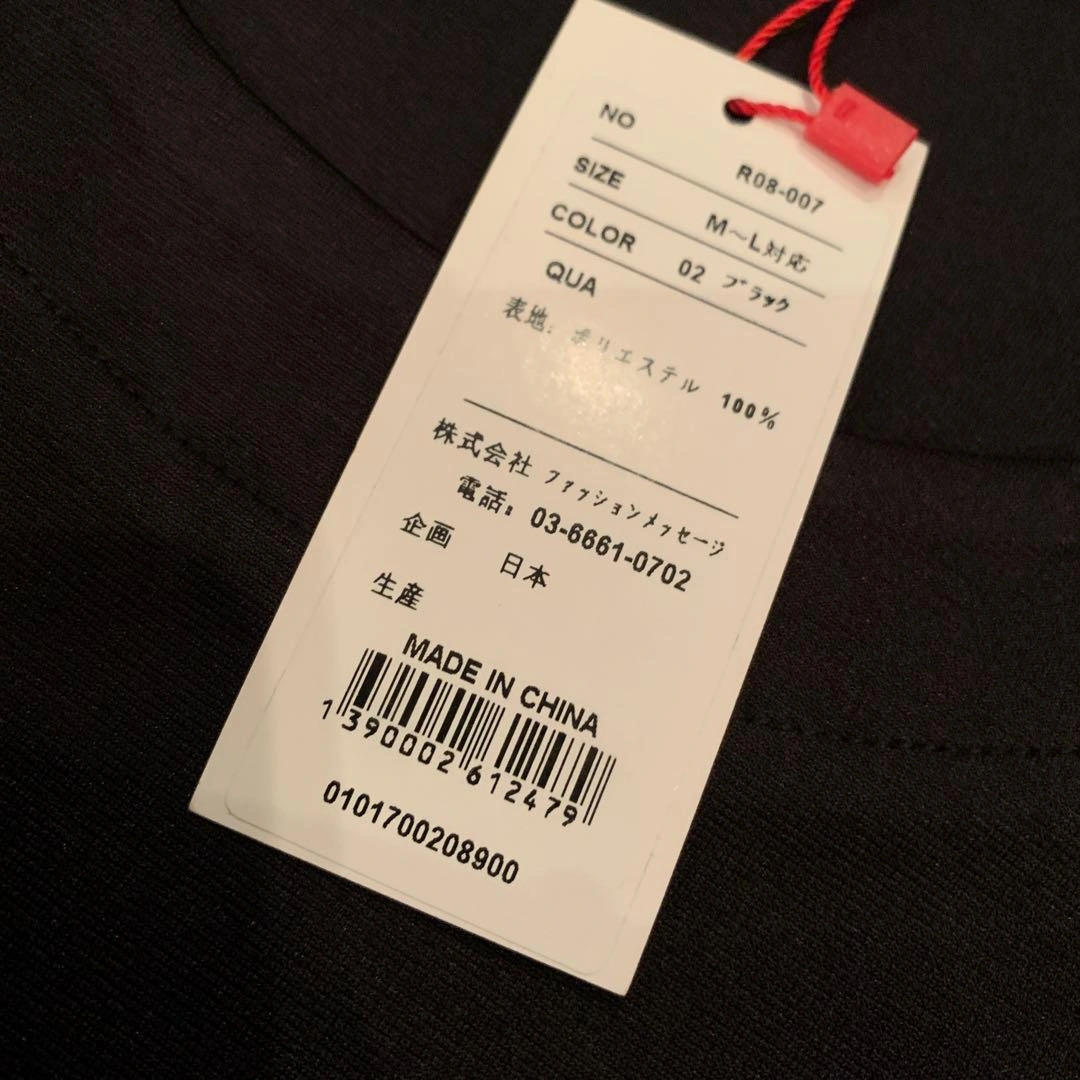 NO R08-007
SIZE M～L対応
COLOR 02 ブラック
QUA
表地: ポリエステル 100%
株式会社 ファッションメッセージ
電話: 03-6661-0702
企画 日本
生産
MADE IN CHINA
1390002612479
0101700208900